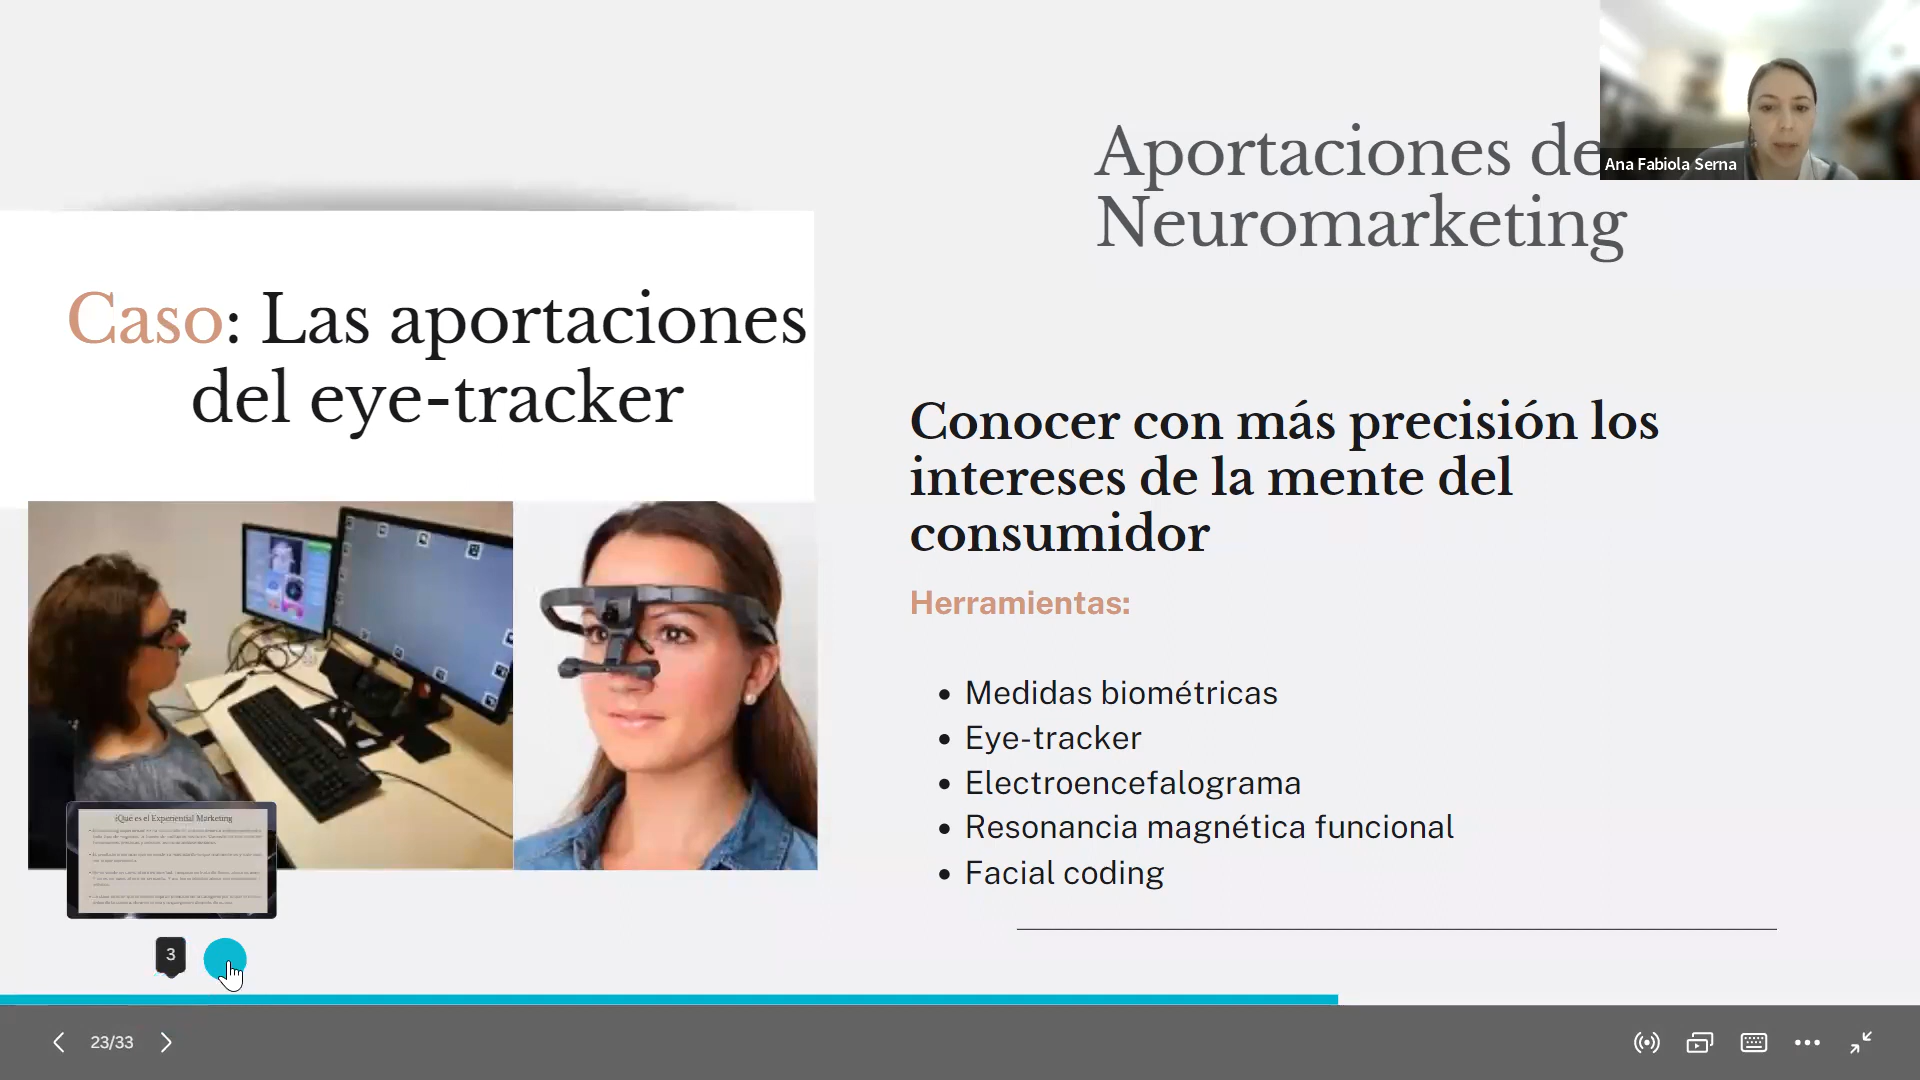 Aportaciones de
Neuromarketing
Ana Fabiola Serna
Caso: Las aportaciones
del eye-tracker
Conocer con más precisión los
intereses de la mente del
consumidor
Herramientas:
• Medidas biométricas
• Eye-tracker
• Electroencefalograma
• Resonancia magnética funcional
• Facial coding
¿Qué es el Experiential Marketing
3
23/33